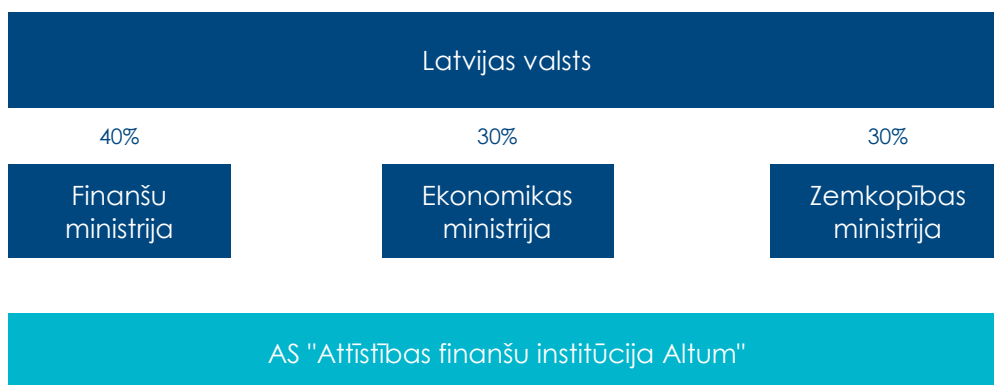 Latvijas valsts
40%
30%
30%
Finanšu
ministrija
Ekonomikas
ministrija
Zemkopības
ministrija
AS "Attīstības finanšu institūcija Altum"